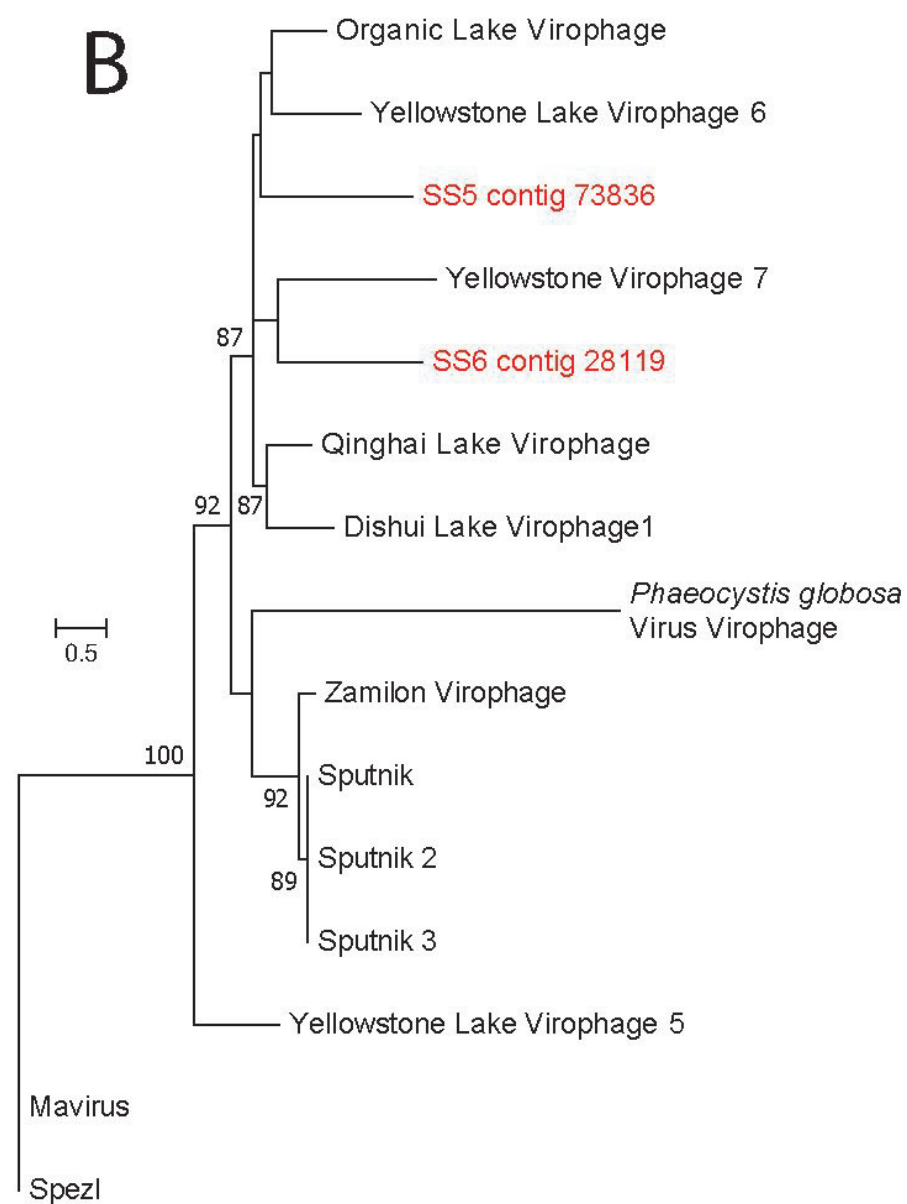 B
Organic Lake Virophage
Yellowstone Lake Virophage 6
SS5 contig 73836
Yellowstone Virophage 7
87
SS6 contig 28119
Qinghai Lake Virophage
92
87
Dishui Lake Virophage1
Phaeocystis globosa
Virus Virophage
0.5
Zamilon Virophage
100
Sputnik
92
Sputnik 2
89
Sputnik 3
Yellowstone Lake Virophage 5
Mavirus
Spezl